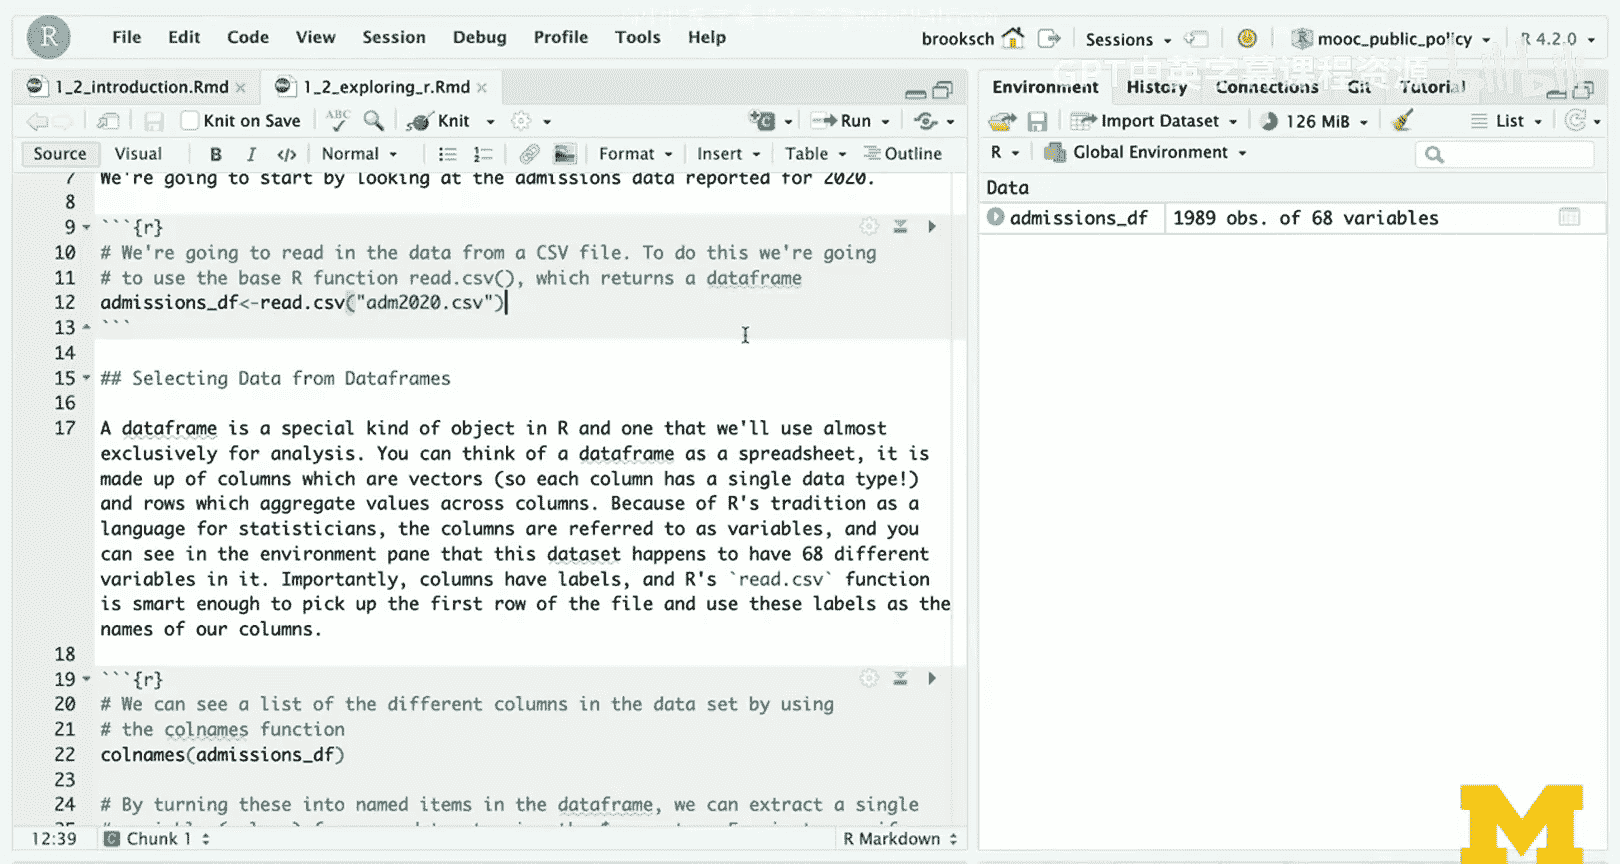 R File Edit Code View Session Debug Profile Tools Help brooksch Sessions mooc_public_policy R 4.2.0
GPT中英字幕课程资源
1_2_introduction.Rmd 1_2_exploring_r.Rmd
Environment History Connections Git Tutorial
Knit on Save ABC Knit Run
Import Dataset 126 MiB List
Source Visual B I </> Normal Format Insert Table Outline
R Global Environment
Data
admissions_df 1989 obs. of 68 variables
7 We're going to start by looking at the admissions data reported for 2020.
8
9 ```{r}
10 # We're going to read in the data from a CSV file. To do this we're going
11 # to use the base R function read.csv(), which returns a dataframe
12 admissions_df<-read.csv("adm2020.csv")
13 ```
14
15 ## Selecting Data from Dataframes
16
17 A dataframe is a special kind of object in R and one that we'll use almost
exclusively for analysis. You can think of a dataframe as a spreadsheet, it is
made up of columns which are vectors (so each column has a single data type!)
and rows which aggregate values across columns. Because of R's tradition as a
language for statisticians, the columns are referred to as variables, and you
can see in the environment pane that this dataset happens to have 68 different
variables in it. Importantly, columns have labels, and R's `read.csv` function
is smart enough to pick up the first row of the file and use these labels as the
names of our columns.
18
19 ```{r}
20 # We can see a list of the different columns in the data set by using
21 # the colnames function
22 colnames(admissions_df)
23
24 # By turning these into named items in the dataframe, we can extract a single
12:39 C Chunk 1 R Markdown
M